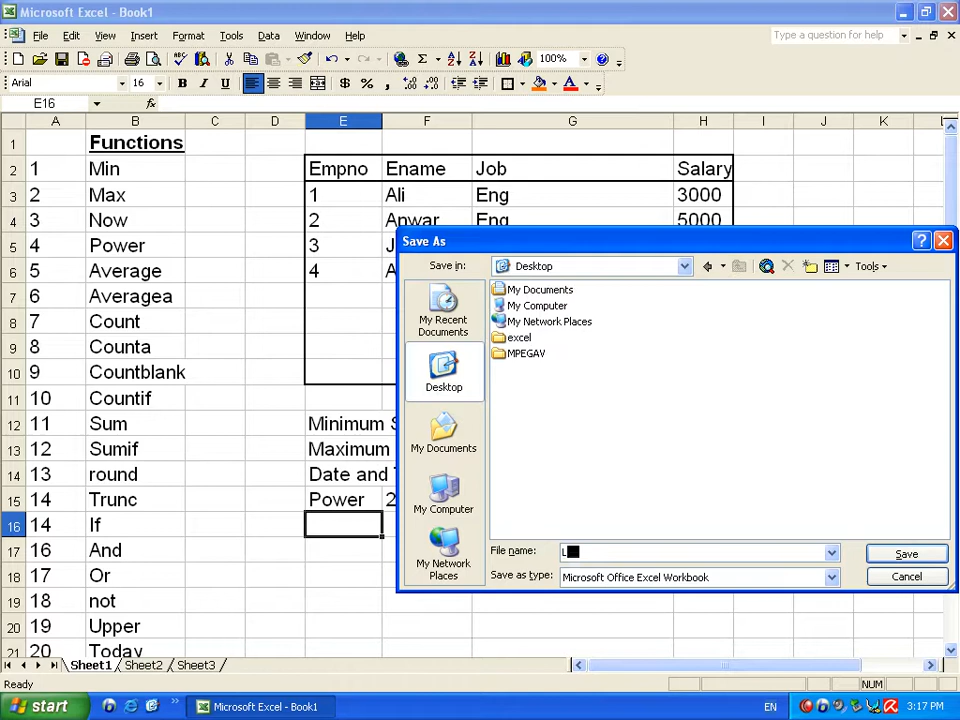 Microsoft Excel - Book1
File Edit View Insert Format Tools Data Window Help
Type a question for help
100%
Arial 16 B I U $ % ,
E16 fx
A B C D E F G H I J K L
1 Functions
2 1 Min Empno Ename Job Salary
3 2 Max 1 Ali Eng 3000
4 3 Now 2 Anwar Eng 5000
5 4 Power 3 J
6 5 Average 4 A
7 6 Averagea
8 7 Count
9 8 Counta
10 9 Countblank
11 10 Countif
12 11 Sum Minimum S
13 12 Sumif Maximum
14 13 round Date and T
15 14 Trunc Power 2
16 14 If
17 16 And
18 17 Or
19 18 not
20 19 Upper
21 20 Today
Save As
Save in: Desktop Tools
My Recent Documents
Desktop
My Documents
My Computer
My Network Places
My Documents
My Computer
My Network Places
excel
MPEGAV
File name: L
Save
Save as type: Microsoft Office Excel Workbook
Cancel
Sheet1 Sheet2 Sheet3
Ready NUM
start Microsoft Excel - Book1 EN 3:17 PM